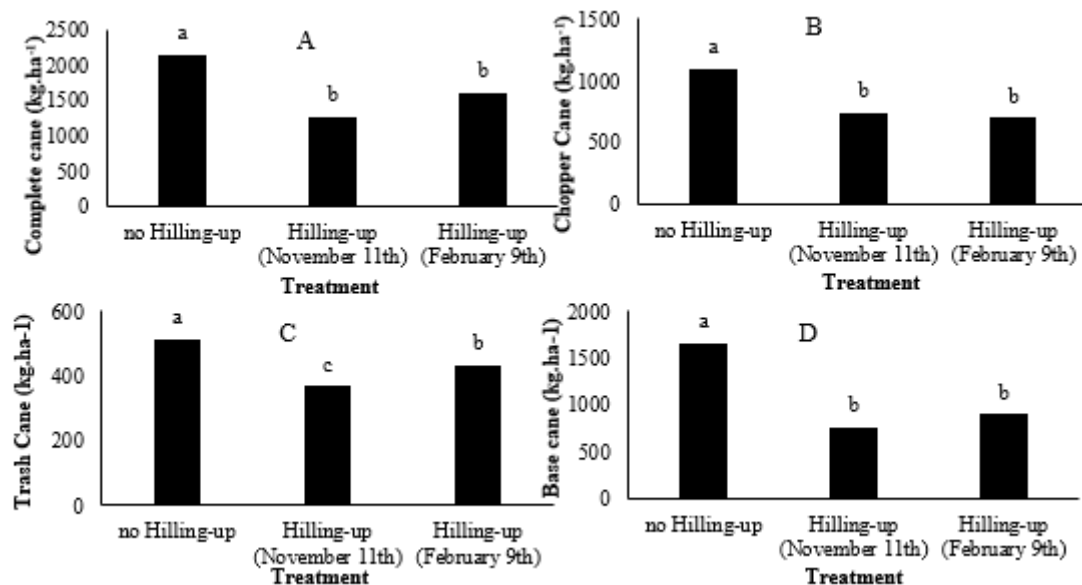 Complete cane (kg.ha⁻¹)
2500
2000
1500
1000
500
0
A
a
b
b
no Hilling-up
Hilling-up
(November 11th)
Hilling-up
(February 9th)
Treatment
Chopper Cane (kg.ha⁻¹)
1500
1000
500
0
B
a
b
b
no Hilling-up
Hilling-up
(November 11th)
Hilling-up
(February 9th)
Treatment
Trash Cane (kg.ha-1)
600
400
200
0
C
a
c
b
no Hilling-up
Hilling-up
(November 11th)
Hilling-up
(February 9th)
Treatment
Base cane (kg.ha-1)
2000
1500
1000
500
0
D
a
b
b
no Hilling-up
Hilling-up
(November 11th)
Hilling-up
(February 9th)
Treatment